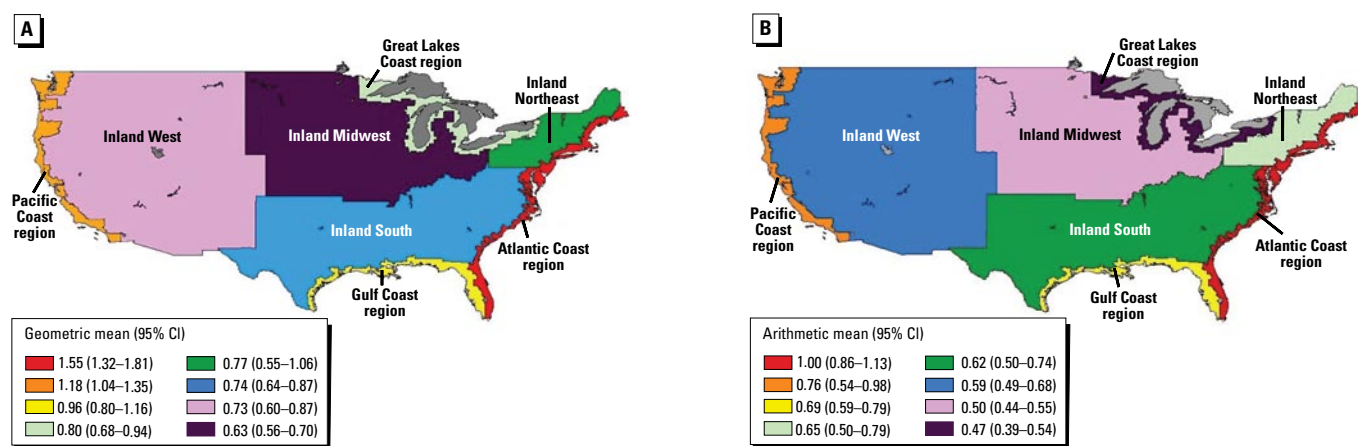 A
Great Lakes
Coast region
Inland
Northeast
Inland West
Inland Midwest
Pacific
Coast
region
Inland South
Atlantic Coast
region
Gulf Coast
region
Geometric mean (95% CI)
1.55 (1.32–1.81)
0.77 (0.55–1.06)
1.18 (1.04–1.35)
0.74 (0.64–0.87)
0.96 (0.80–1.16)
0.73 (0.60–0.87)
0.80 (0.68–0.94)
0.63 (0.56–0.70)
B
Great Lakes
Coast region
Inland
Northeast
Inland West
Inland Midwest
Pacific
Coast
region
Inland South
Atlantic Coast
region
Gulf Coast
region
Arithmetic mean (95% CI)
1.00 (0.86–1.13)
0.62 (0.50–0.74)
0.76 (0.54–0.98)
0.59 (0.49–0.68)
0.69 (0.59–0.79)
0.50 (0.44–0.55)
0.65 (0.50–0.79)
0.47 (0.39–0.54)